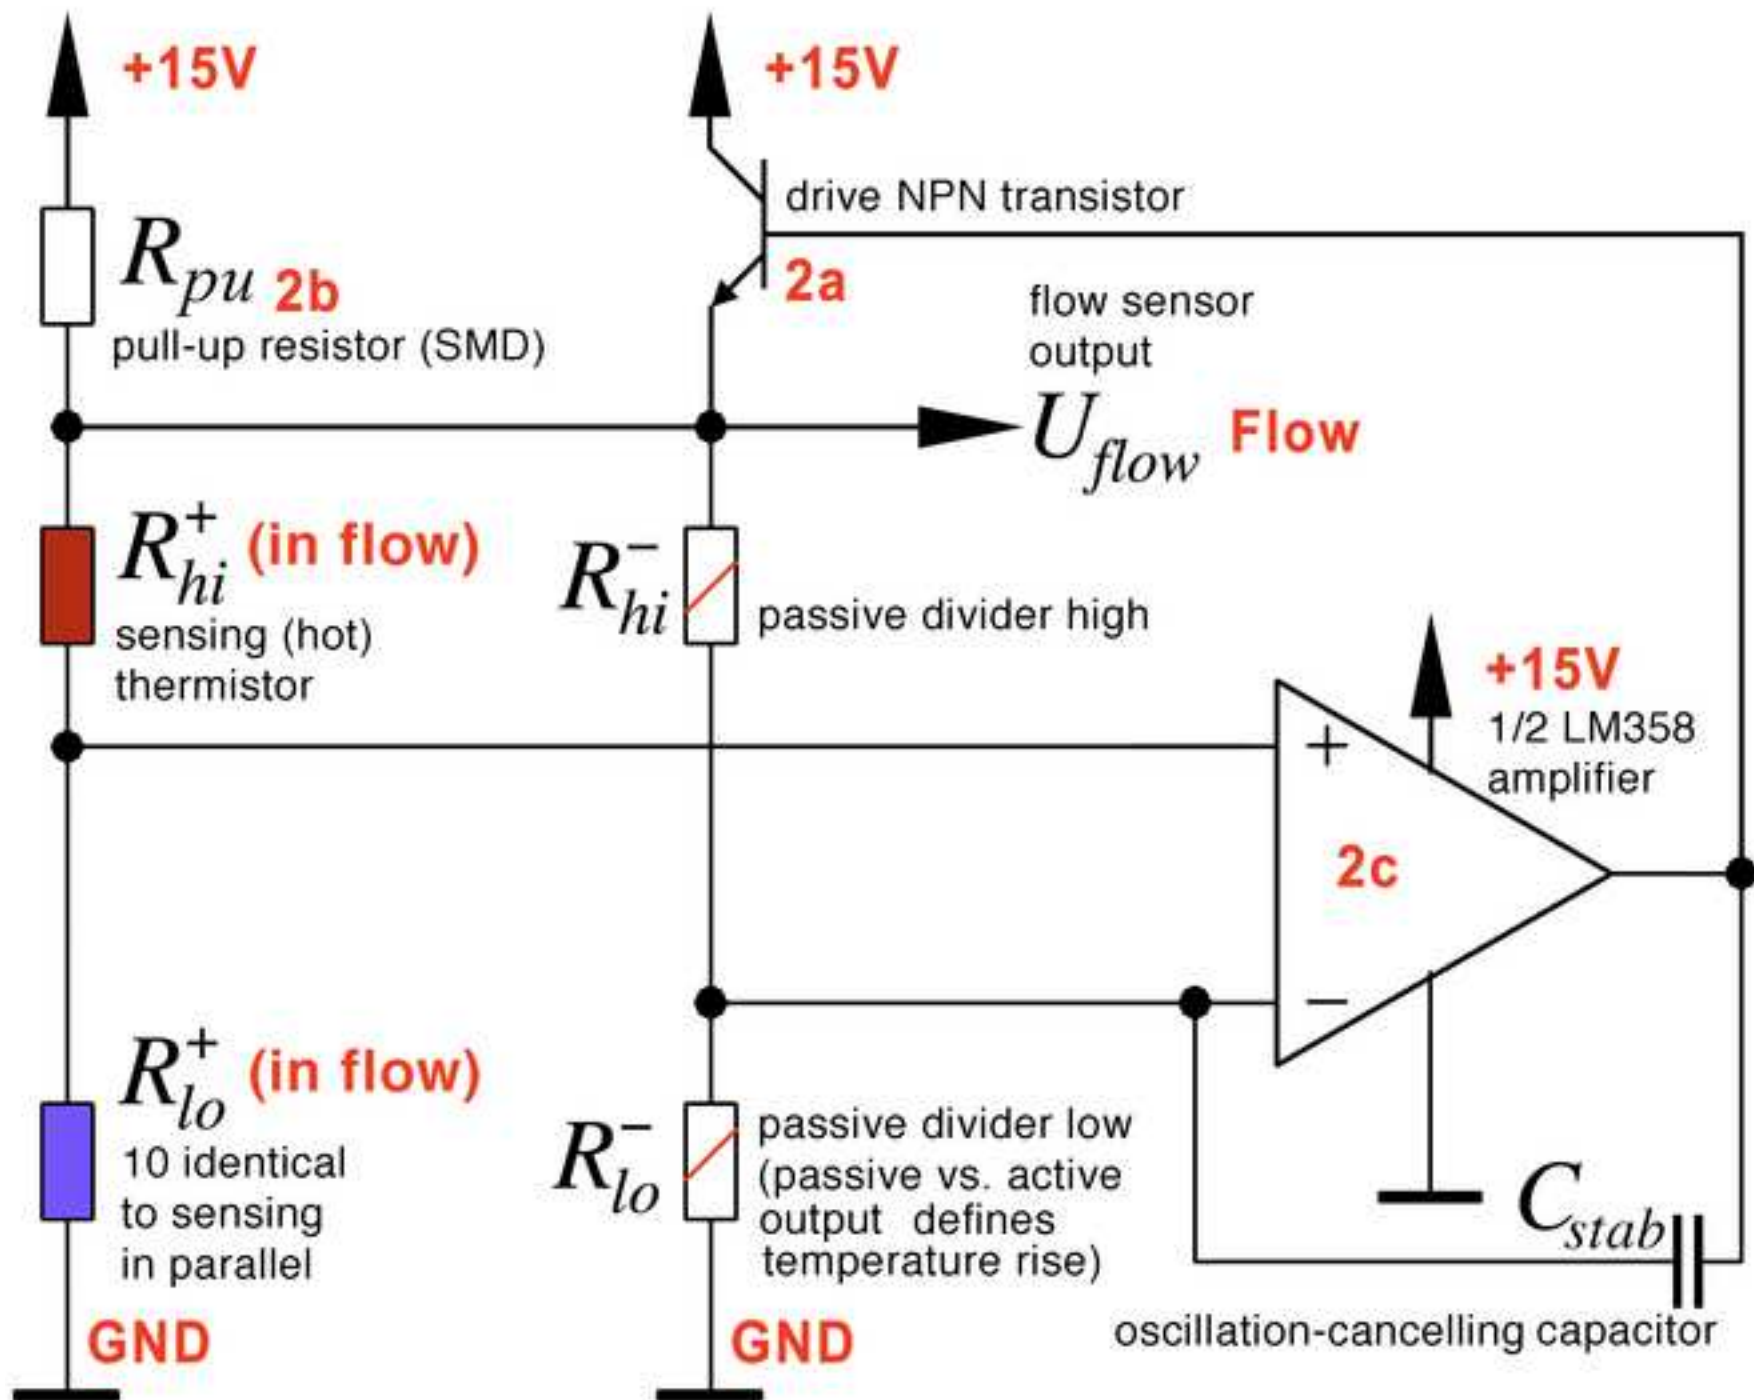 +15V
+15V
drive NPN transistor
R_pu 2b
2a
pull-up resistor (SMD)
flow sensor
output
U_flow Flow
R_hi^+ (in flow)
sensing (hot)
thermistor
R_hi^-
passive divider high
+15V
1/2 LM358
amplifier
+
2c
−
R_lo^+ (in flow)
10 identical
to sensing
in parallel
R_lo^-
passive divider low
(passive vs. active
output defines
temperature rise)
C_stab
oscillation-cancelling capacitor
GND
GND